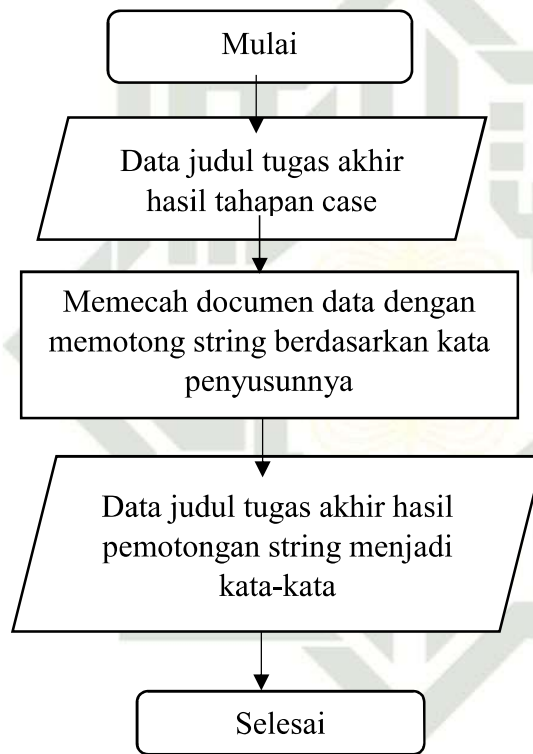 Mulai
Data judul tugas akhir
hasil tahapan case
Memecah documen data dengan
memotong string berdasarkan kata
penyusunnya
Data judul tugas akhir hasil
pemotongan string menjadi
kata-kata
Selesai